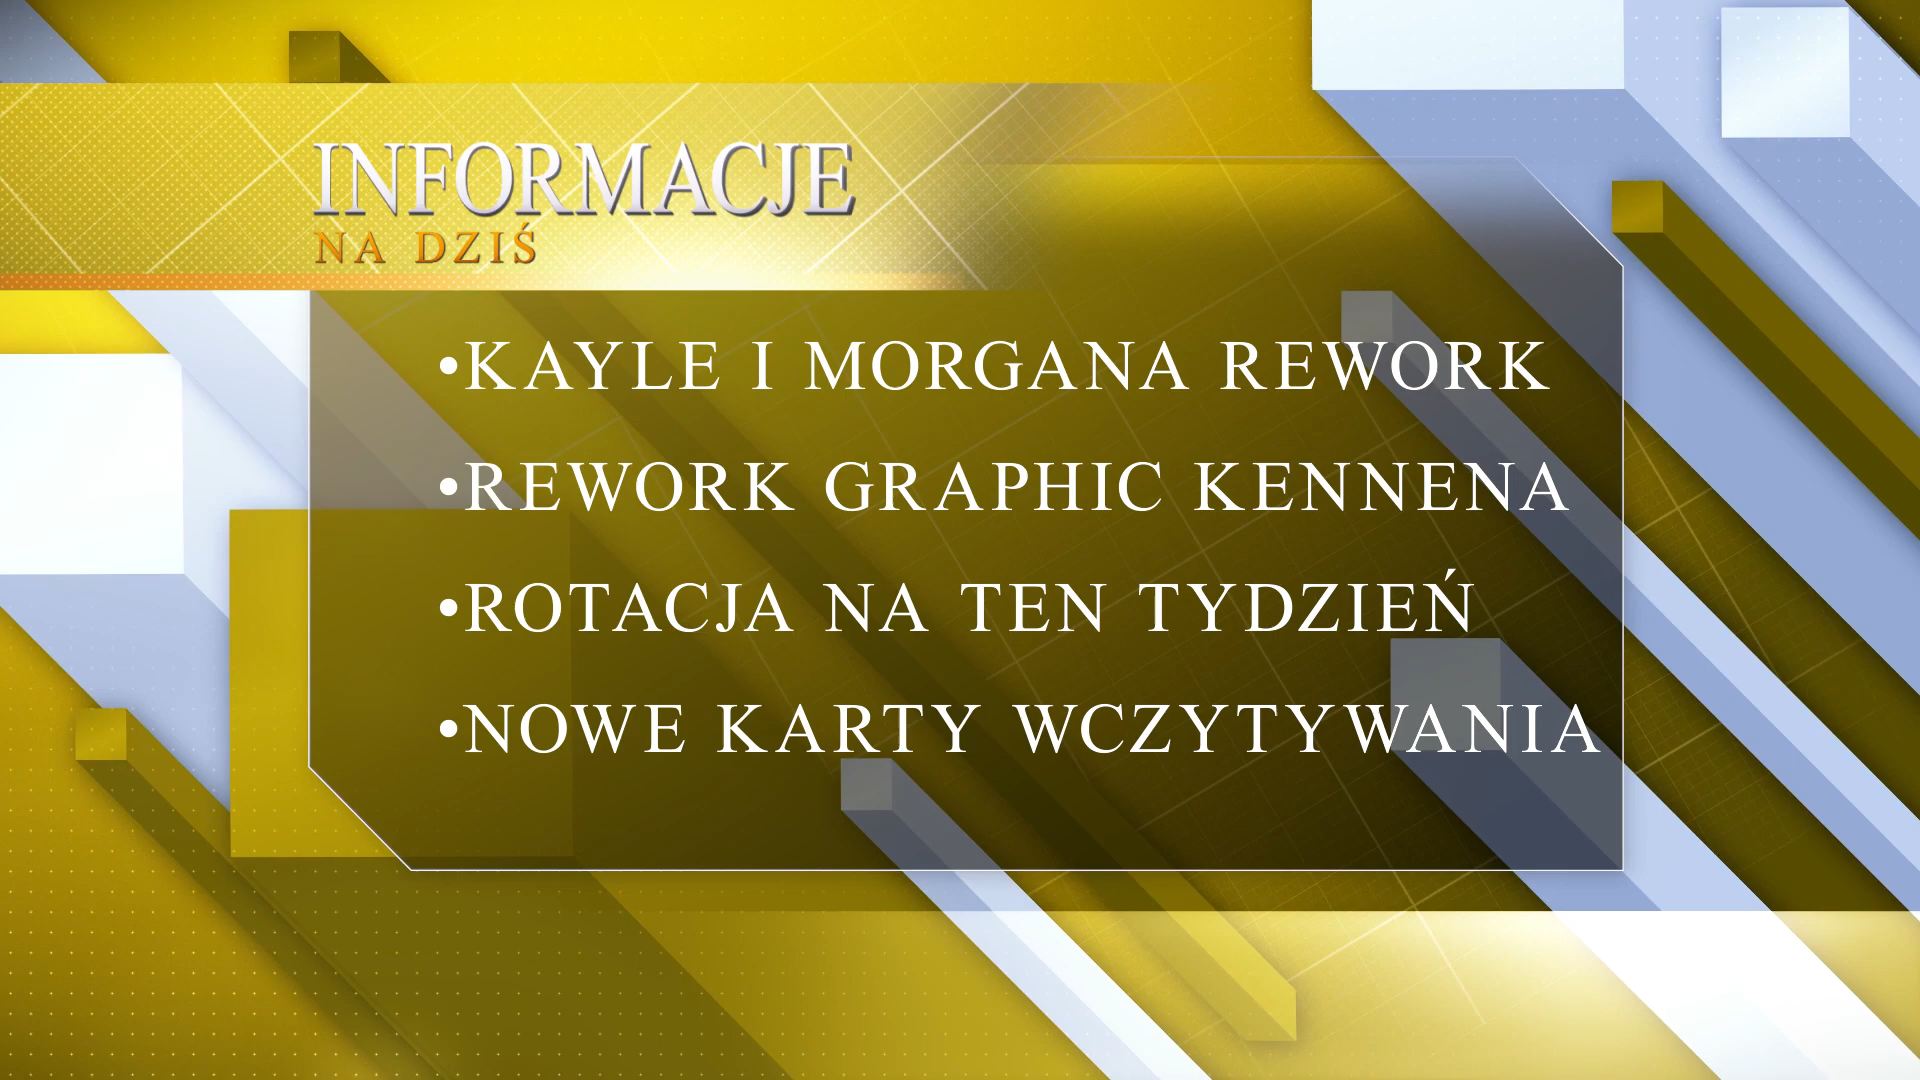 INFORMACJE
NA DZIŚ
•KAYLE I MORGANA REWORK
•REWORK GRAPHIC KENNENA
•ROTACJA NA TEN TYDZIEŃ
•NOWE KARTY WCZYTYWANIA